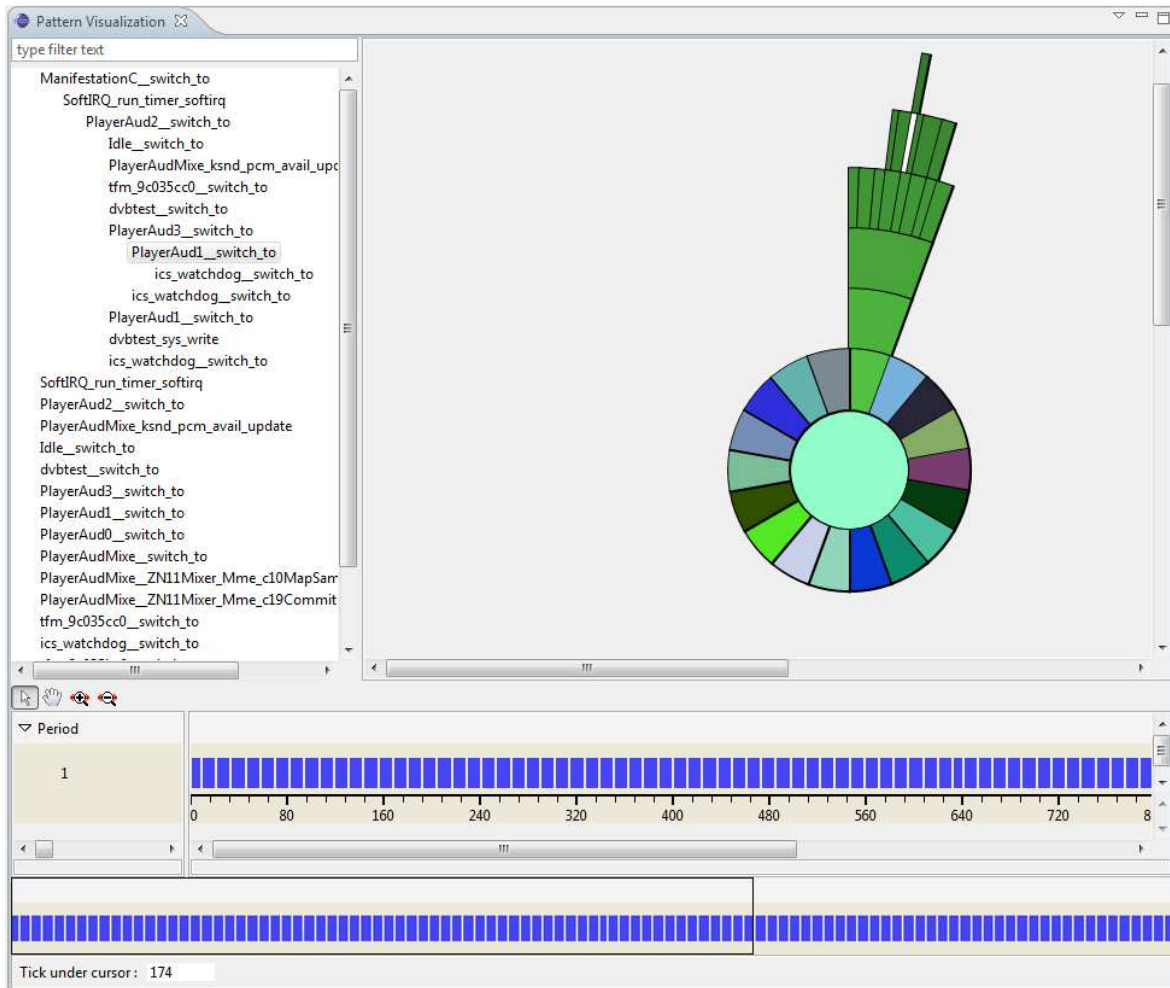 Pattern Visualization
type filter text
ManifestationC__switch_to
SoftIRQ_run_timer_softirq
PlayerAud2__switch_to
Idle__switch_to
PlayerAudMixe_ksnd_pcm_avail_upd
tfm_9c035cc0__switch_to
dvbtest__switch_to
PlayerAud3__switch_to
PlayerAud1__switch_to
ics_watchdog__switch_to
ics_watchdog__switch_to
PlayerAud1__switch_to
dvbtest_sys_write
ics_watchdog__switch_to
SoftIRQ_run_timer_softirq
PlayerAud2__switch_to
PlayerAudMixe_ksnd_pcm_avail_update
Idle__switch_to
dvbtest__switch_to
PlayerAud3__switch_to
PlayerAud1__switch_to
PlayerAud0__switch_to
PlayerAudMixe__switch_to
PlayerAudMixe__ZN11Mixer_Mme_c10MapSam
PlayerAudMixe__ZN11Mixer_Mme_c19Commit
tfm_9c035cc0__switch_to
ics_watchdog__switch_to
Period
1
0 80 160 240 320 400 480 560 640 720 8
Tick under cursor : 174